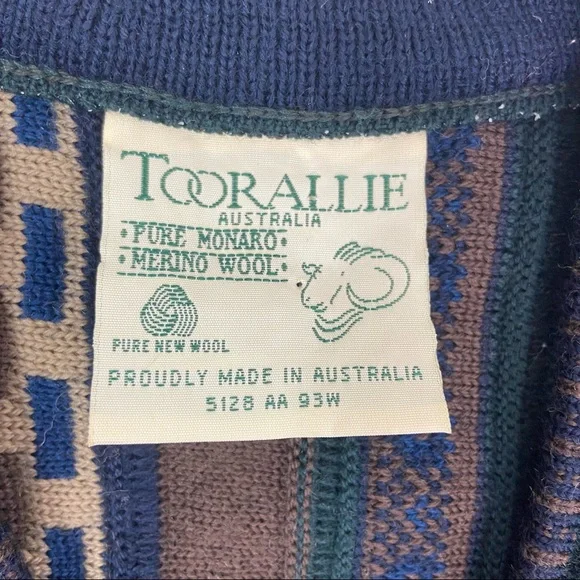 TOORALLIE
AUSTRALIA
• PURE MONARO •
• MERINO WOOL •
PURE NEW WOOL
PROUDLY MADE IN AUSTRALIA
5128 AA 93W